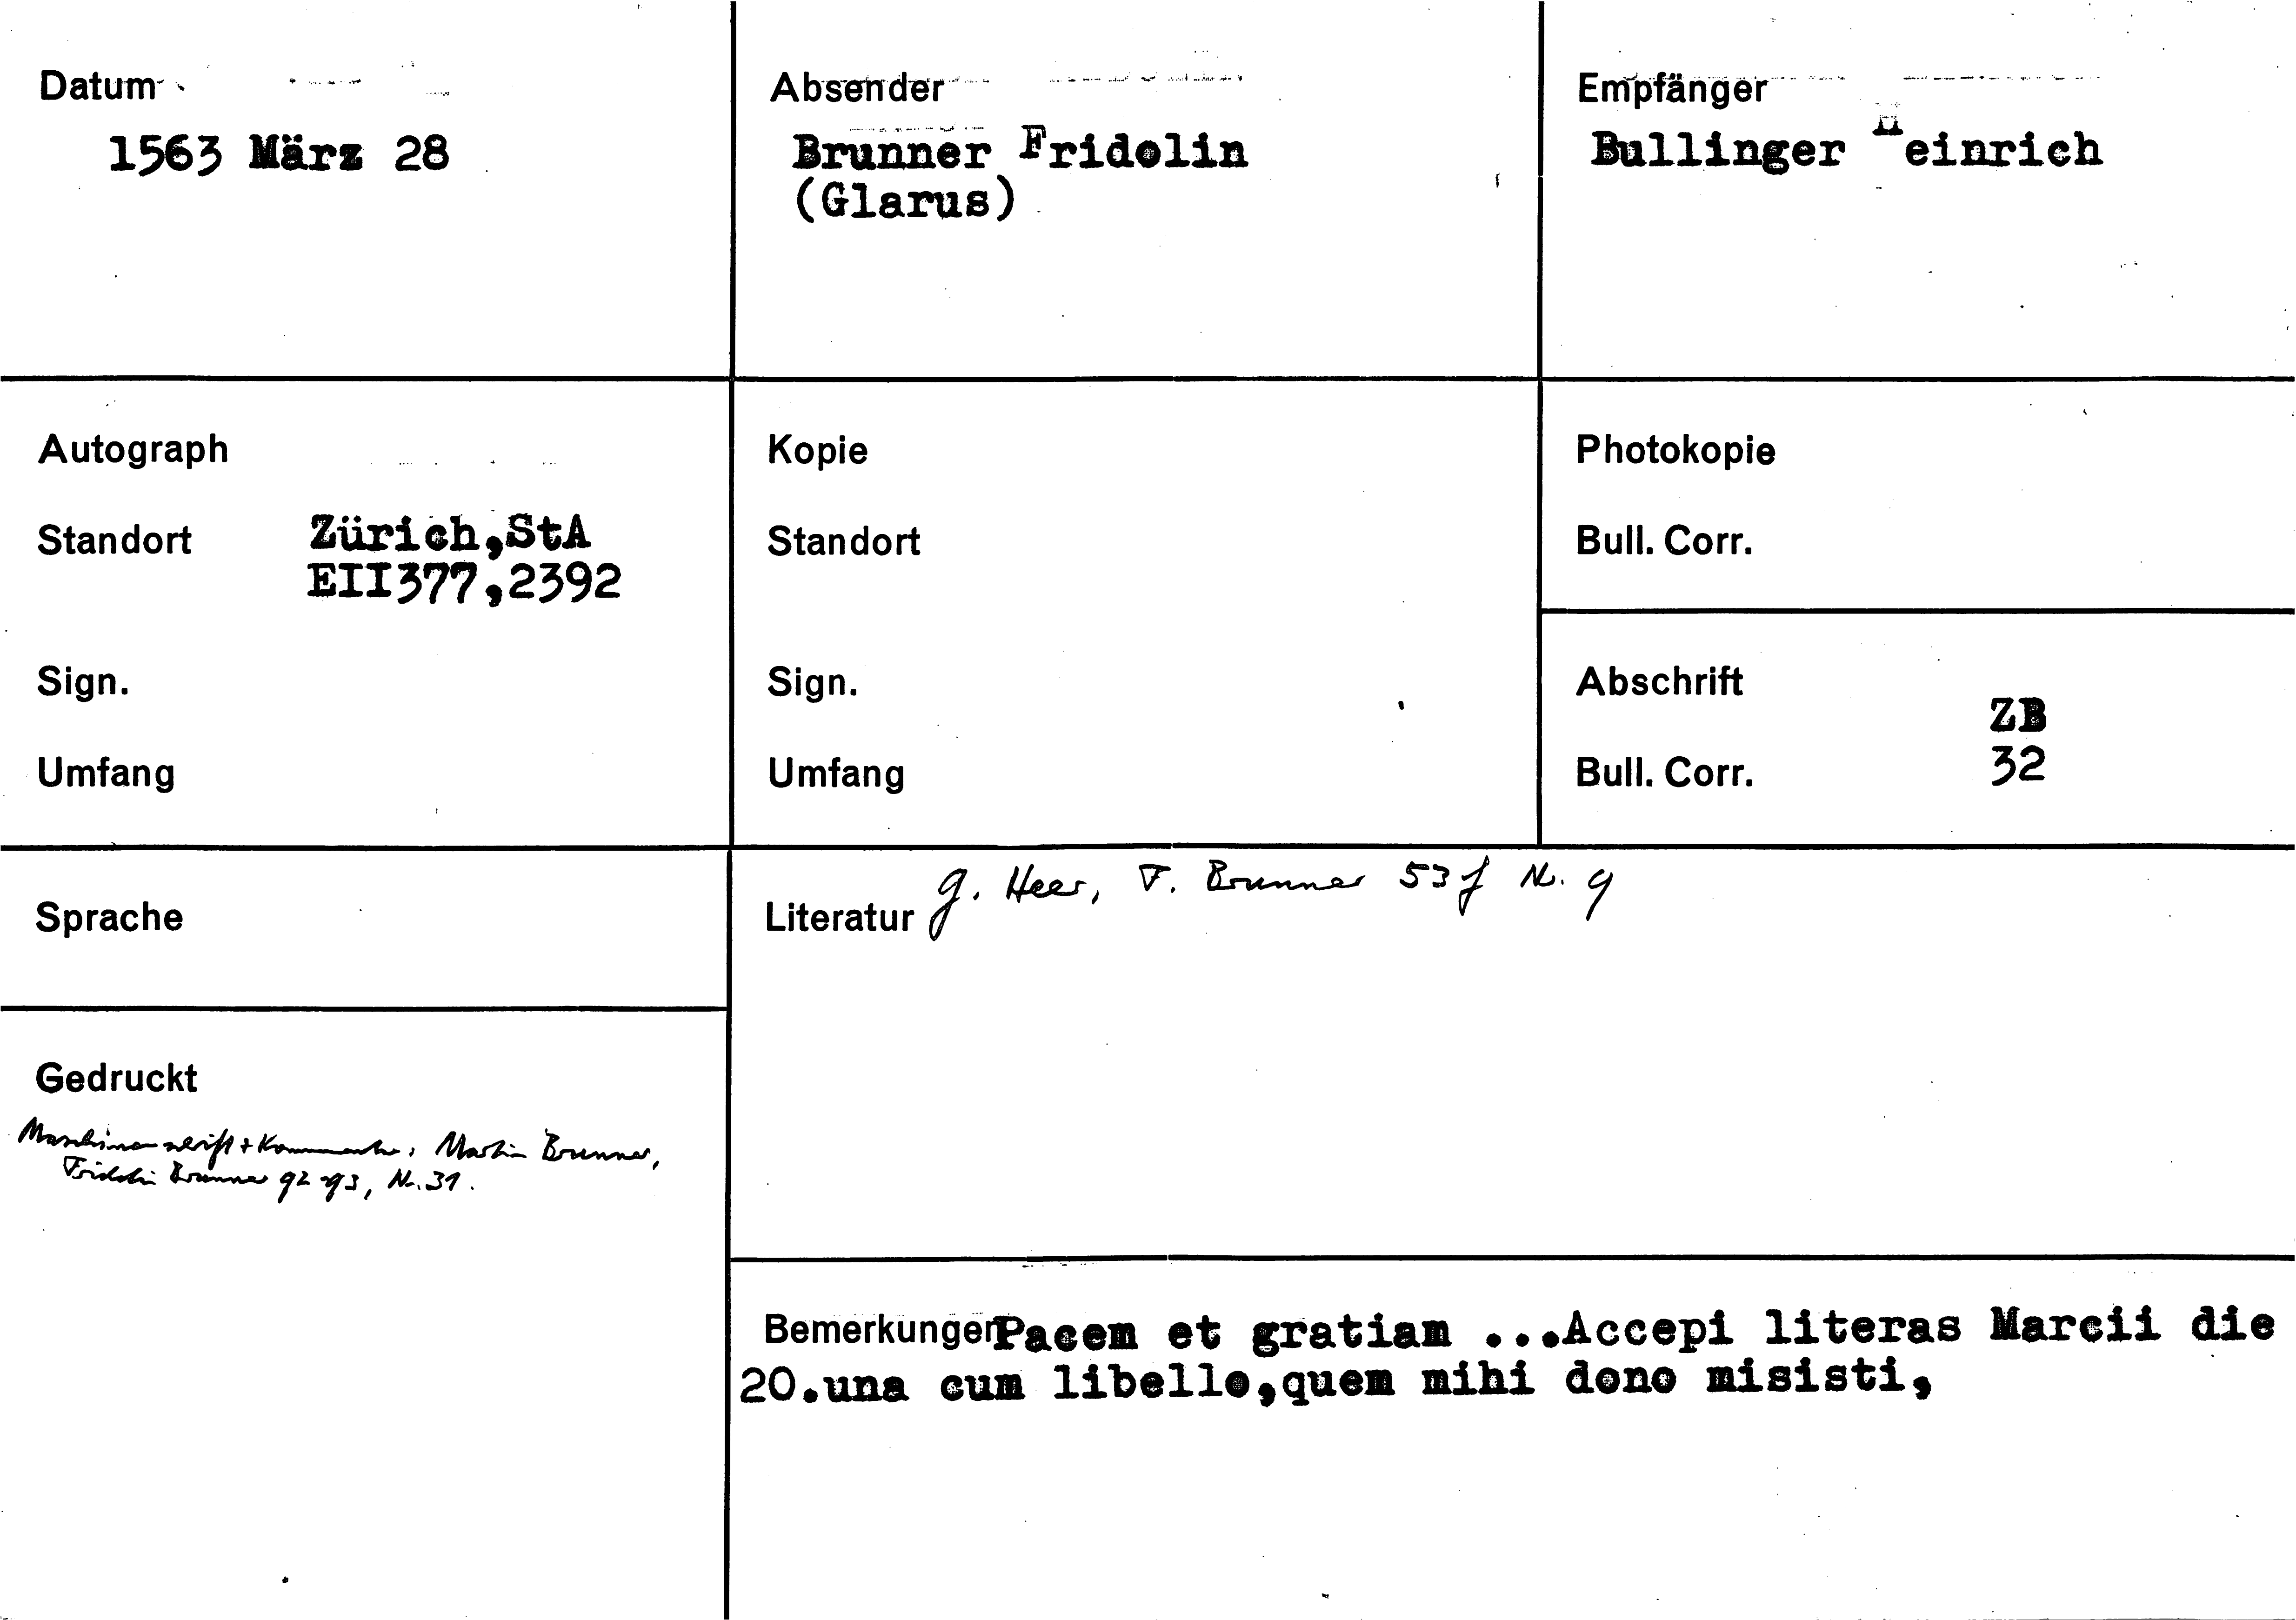 Datum
1563 März 28
Absender
Brunner Fridolin
(Glarus)
Empfänger
Bullinger Heinrich
Autograph
Standort Zürich,StA
EII377,2392
Sign.
Umfang
Kopie
Standort
Sign.
Umfang
Photokopie
Bull. Corr.
Abschrift
ZB
Bull. Corr. 32
Sprache
Literatur G. Heer, F. Brunner 53f Nr. 9
Gedruckt
Maschinenschrift + Kommentar: Martin Brunner,
Fridolin Brunner 92-93, Nr. 31.
Bemerkungen Pacem et gratiam ...Accepi literas Marcii die
20.una cum libello,quem mihi dono misisti,